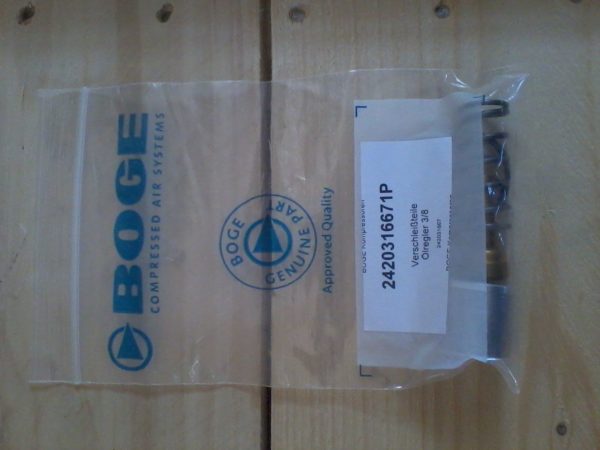 BOGE
COMPRESSED AIR SYSTEMS
BOGE
GENUINE PART
Approved Quality
BOGE Kompressoren
2420316671P
Verschleißteile
Ölregler 3/8